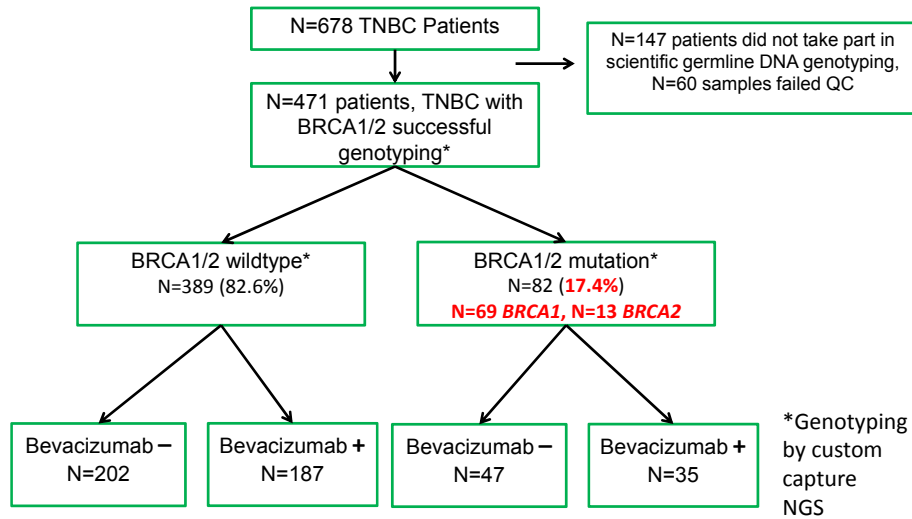 N=678 TNBC Patients
N=147 patients did not take part in
scientific germline DNA genotyping,
N=60 samples failed QC
N=471 patients, TNBC with
BRCA1/2 successful
genotyping*
BRCA1/2 wildtype*
N=389 (82.6%)
BRCA1/2 mutation*
N=82 (17.4%)
N=69 BRCA1, N=13 BRCA2
Bevacizumab –
N=202
Bevacizumab +
N=187
Bevacizumab –
N=47
Bevacizumab +
N=35
*Genotyping
by custom
capture
NGS